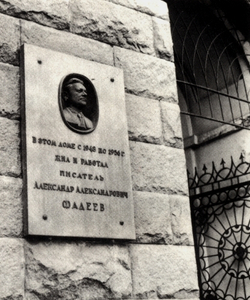 В ЭТОМ ДОМЕ С 1948 ПО 1956 Г.
ЖИЛ И РАБОТАЛ
ПИСАТЕЛЬ
АЛЕКСАНДР АЛЕКСАНДРОВИЧ
ФАДЕЕВ